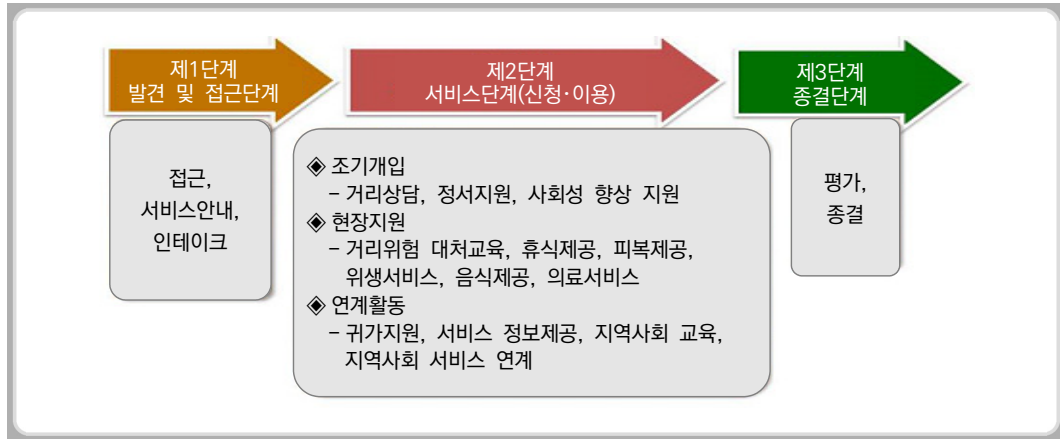 제1단계
발견 및 접근단계
제2단계
서비스단계(신청·이용)
제3단계
종결단계
접근,
서비스안내,
인테이크
◈ 조기개입
- 거리상담, 정서지원, 사회성 향상 지원
◈ 현장지원
- 거리위험 대처교육, 휴식제공, 피복제공,
위생서비스, 음식제공, 의료서비스
◈ 연계활동
- 귀가지원, 서비스 정보제공, 지역사회 교육,
지역사회 서비스 연계
평가,
종결